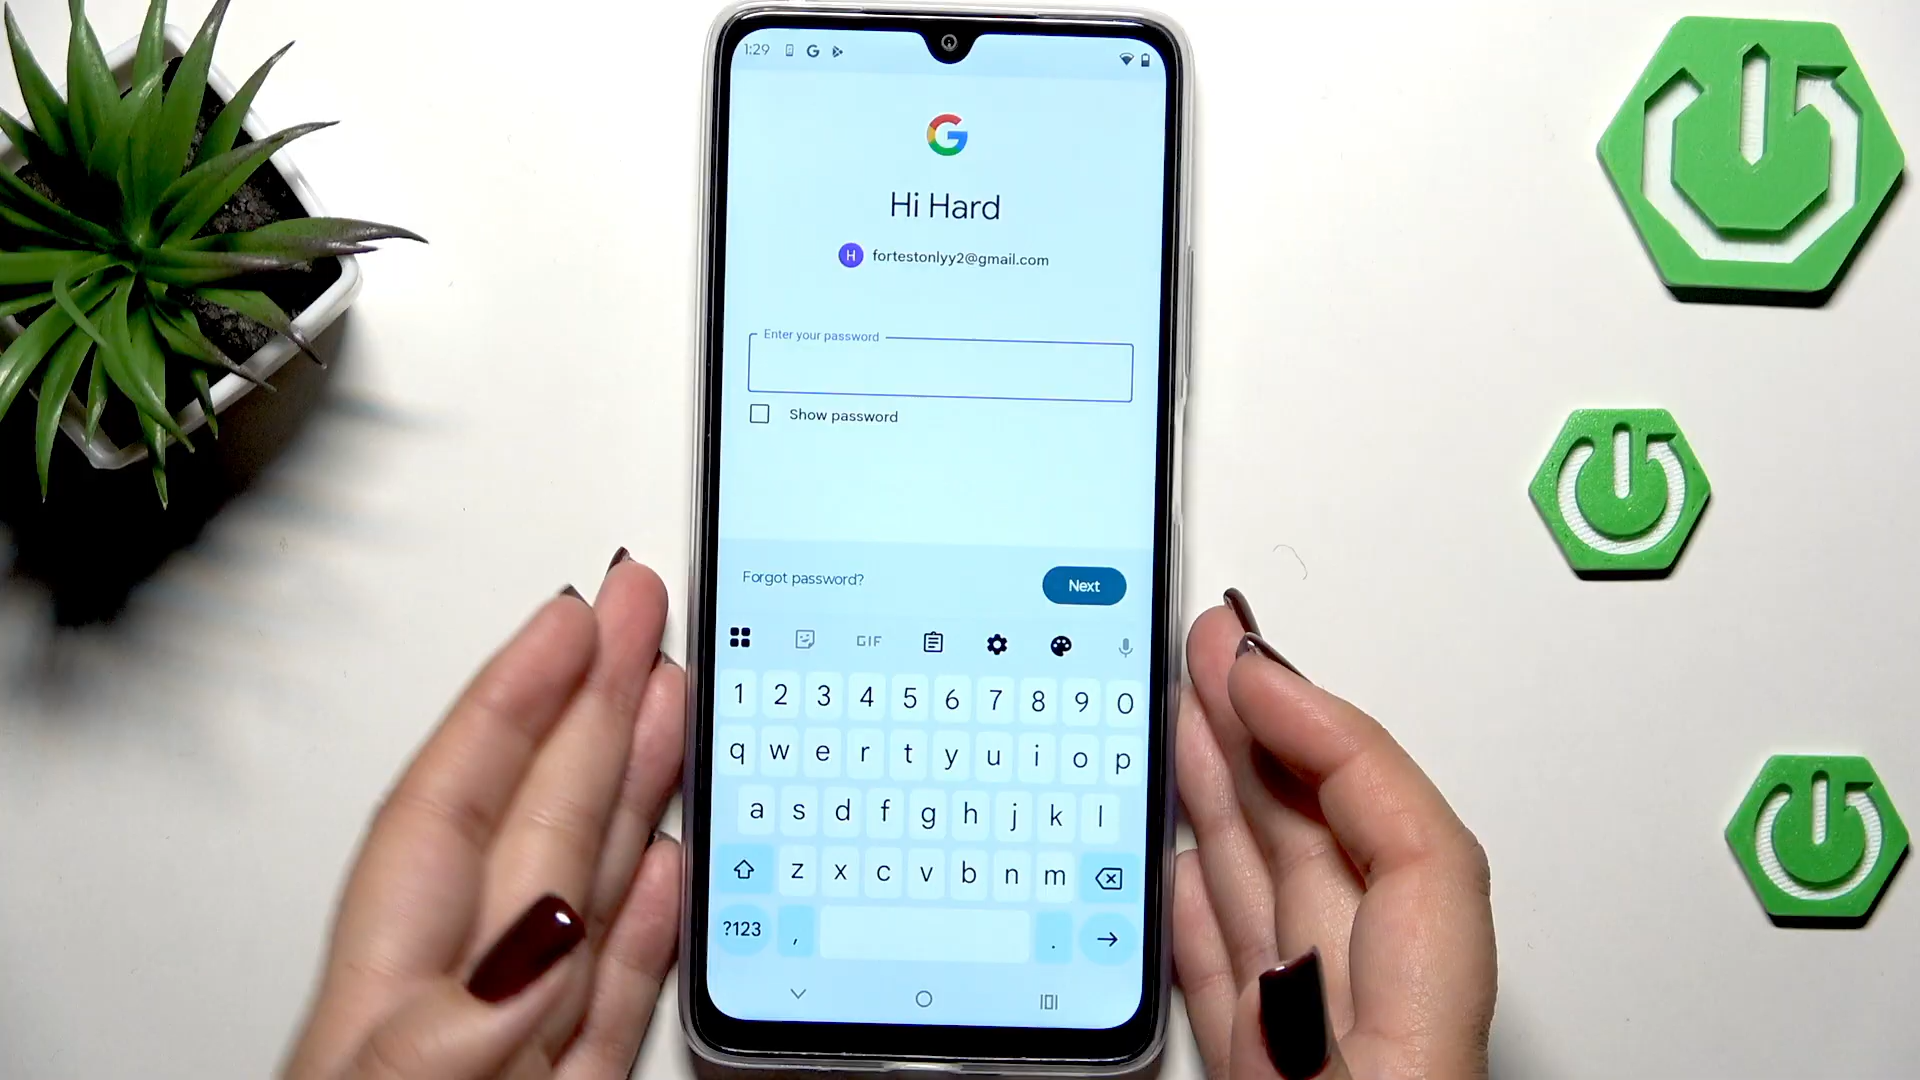 1:29
Hi Hard
H fortestonlyy2@gmail.com
Enter your password
Show password
Forgot password?
Next
GIF
1 2 3 4 5 6 7 8 9 0
q w e r t y u i o p
a s d f g h j k l
z x c v b n m
?123 , .